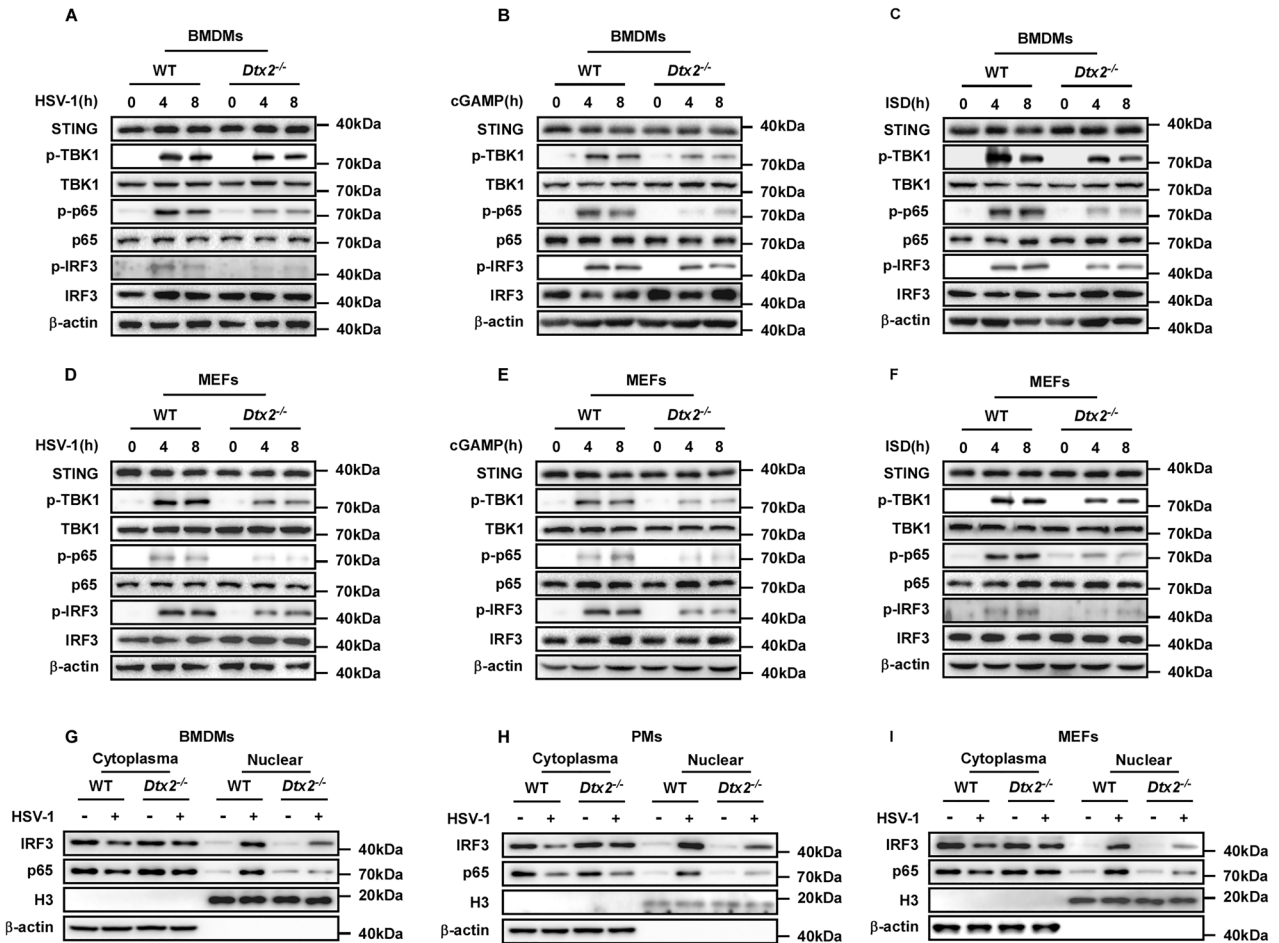 A
BMDMs
WT Dtx2-/-
HSV-1(h) 0 4 8 0 4 8
STING 40kDa
p-TBK1 70kDa
TBK1 70kDa
p-p65 70kDa
p65 70kDa
p-IRF3 40kDa
IRF3 40kDa
β-actin 40kDa
B
BMDMs
WT Dtx2-/-
cGAMP(h) 0 4 8 0 4 8
STING 40kDa
p-TBK1 70kDa
TBK1 70kDa
p-p65 70kDa
p65 70kDa
p-IRF3 40kDa
IRF3 40kDa
β-actin 40kDa
C
BMDMs
WT Dtx2-/-
ISD(h) 0 4 8 0 4 8
STING 40kDa
p-TBK1 70kDa
TBK1 70kDa
p-p65 70kDa
p65 70kDa
p-IRF3 40kDa
IRF3 40kDa
β-actin 40kDa
D
MEFs
WT Dtx2-/-
HSV-1(h) 0 4 8 0 4 8
STING 40kDa
p-TBK1 70kDa
TBK1 70kDa
p-p65 70kDa
p65 70kDa
p-IRF3 40kDa
IRF3 40kDa
β-actin 40kDa
E
MEFs
WT Dtx2-/-
cGAMP(h) 0 4 8 0 4 8
STING 40kDa
p-TBK1 70kDa
TBK1 70kDa
p-p65 70kDa
p65 70kDa
p-IRF3 40kDa
IRF3 40kDa
β-actin 40kDa
F
MEFs
WT Dtx2-/-
ISD(h) 0 4 8 0 4 8
STING 40kDa
p-TBK1 70kDa
TBK1 70kDa
p-p65 70kDa
p65 70kDa
p-IRF3 40kDa
IRF3 40kDa
β-actin 40kDa
G
BMDMs
Cytoplasma Nuclear
WT Dtx2-/- WT Dtx2-/-
HSV-1 - + - + - + - +
IRF3 40kDa
p65 70kDa
H3 20kDa
β-actin 40kDa
H
PMs
Cytoplasma Nuclear
WT Dtx2-/- WT Dtx2-/-
HSV-1 - + - + - + - +
IRF3 40kDa
p65 70kDa
H3 20kDa
β-actin 40kDa
I
MEFs
Cytoplasma Nuclear
WT Dtx2-/- WT Dtx2-/-
HSV-1 - + - + - + - +
IRF3 40kDa
p65 70kDa
H3 20kDa
β-actin 40kDa